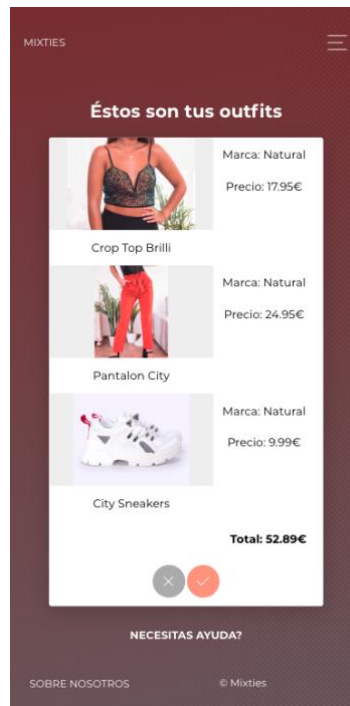 MIXTIES
Éstos son tus outfits
Marca: Natural
Precio: 17.95€
Crop Top Brilli
Marca: Natural
Precio: 24.95€
Pantalon City
Marca: Natural
Precio: 9.99€
City Sneakers
Total: 52.89€
NECESITAS AYUDA?
SOBRE NOSOTROS
© Mixties